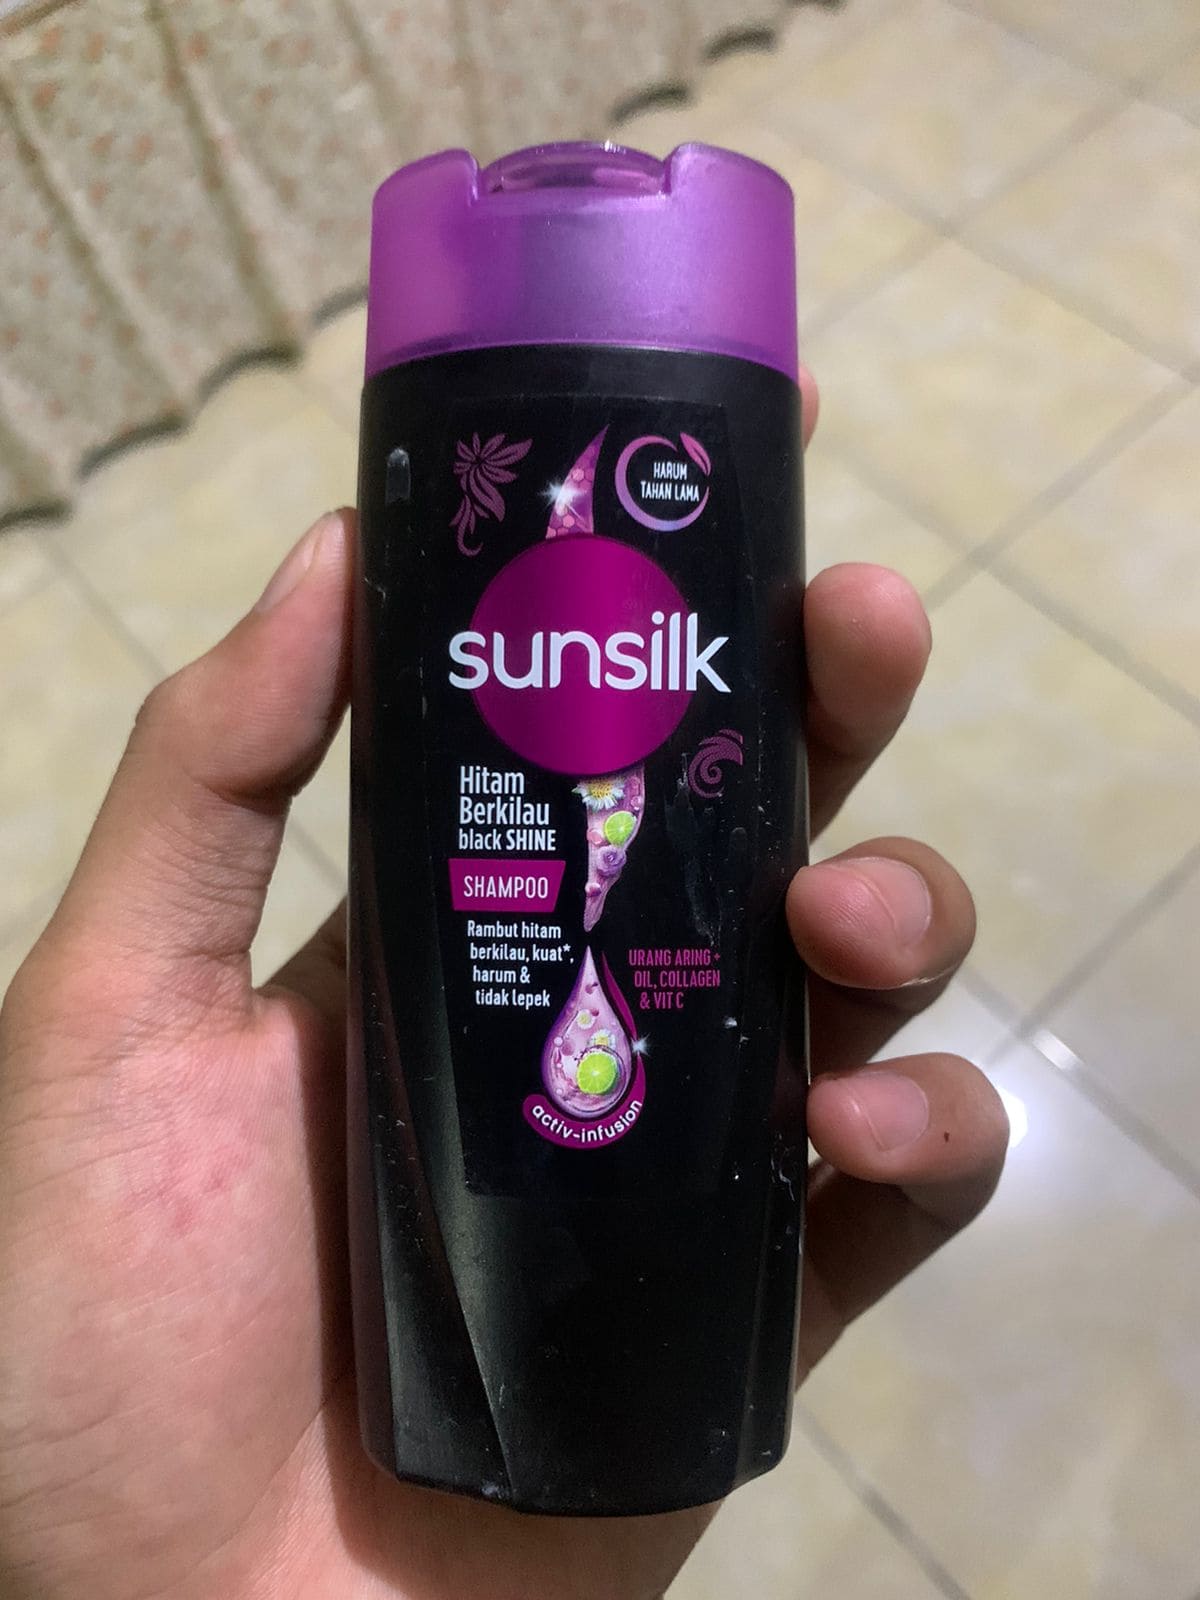 HARUM
TAHAN LAMA
sunsilk
Hitam
Berkilau
black SHINE
SHAMPOO
Rambut hitam
berkilau, kuat*,
harum &
tidak lepek
URANG ARING +
OIL, COLLAGEN
& VIT C
activ-infusion